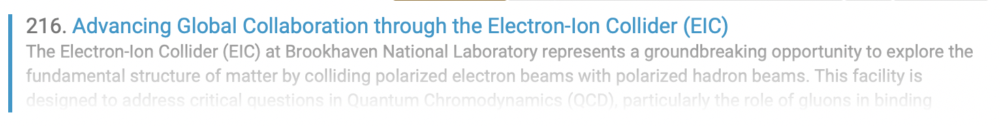 216. Advancing Global Collaboration through the Electron-Ion Collider (EIC)
The Electron-Ion Collider (EIC) at Brookhaven National Laboratory represents a groundbreaking opportunity to explore the
fundamental structure of matter by colliding polarized electron beams with polarized hadron beams. This facility is
designed to address critical questions in Quantum Chromodynamics (QCD), particularly the role of gluons in binding